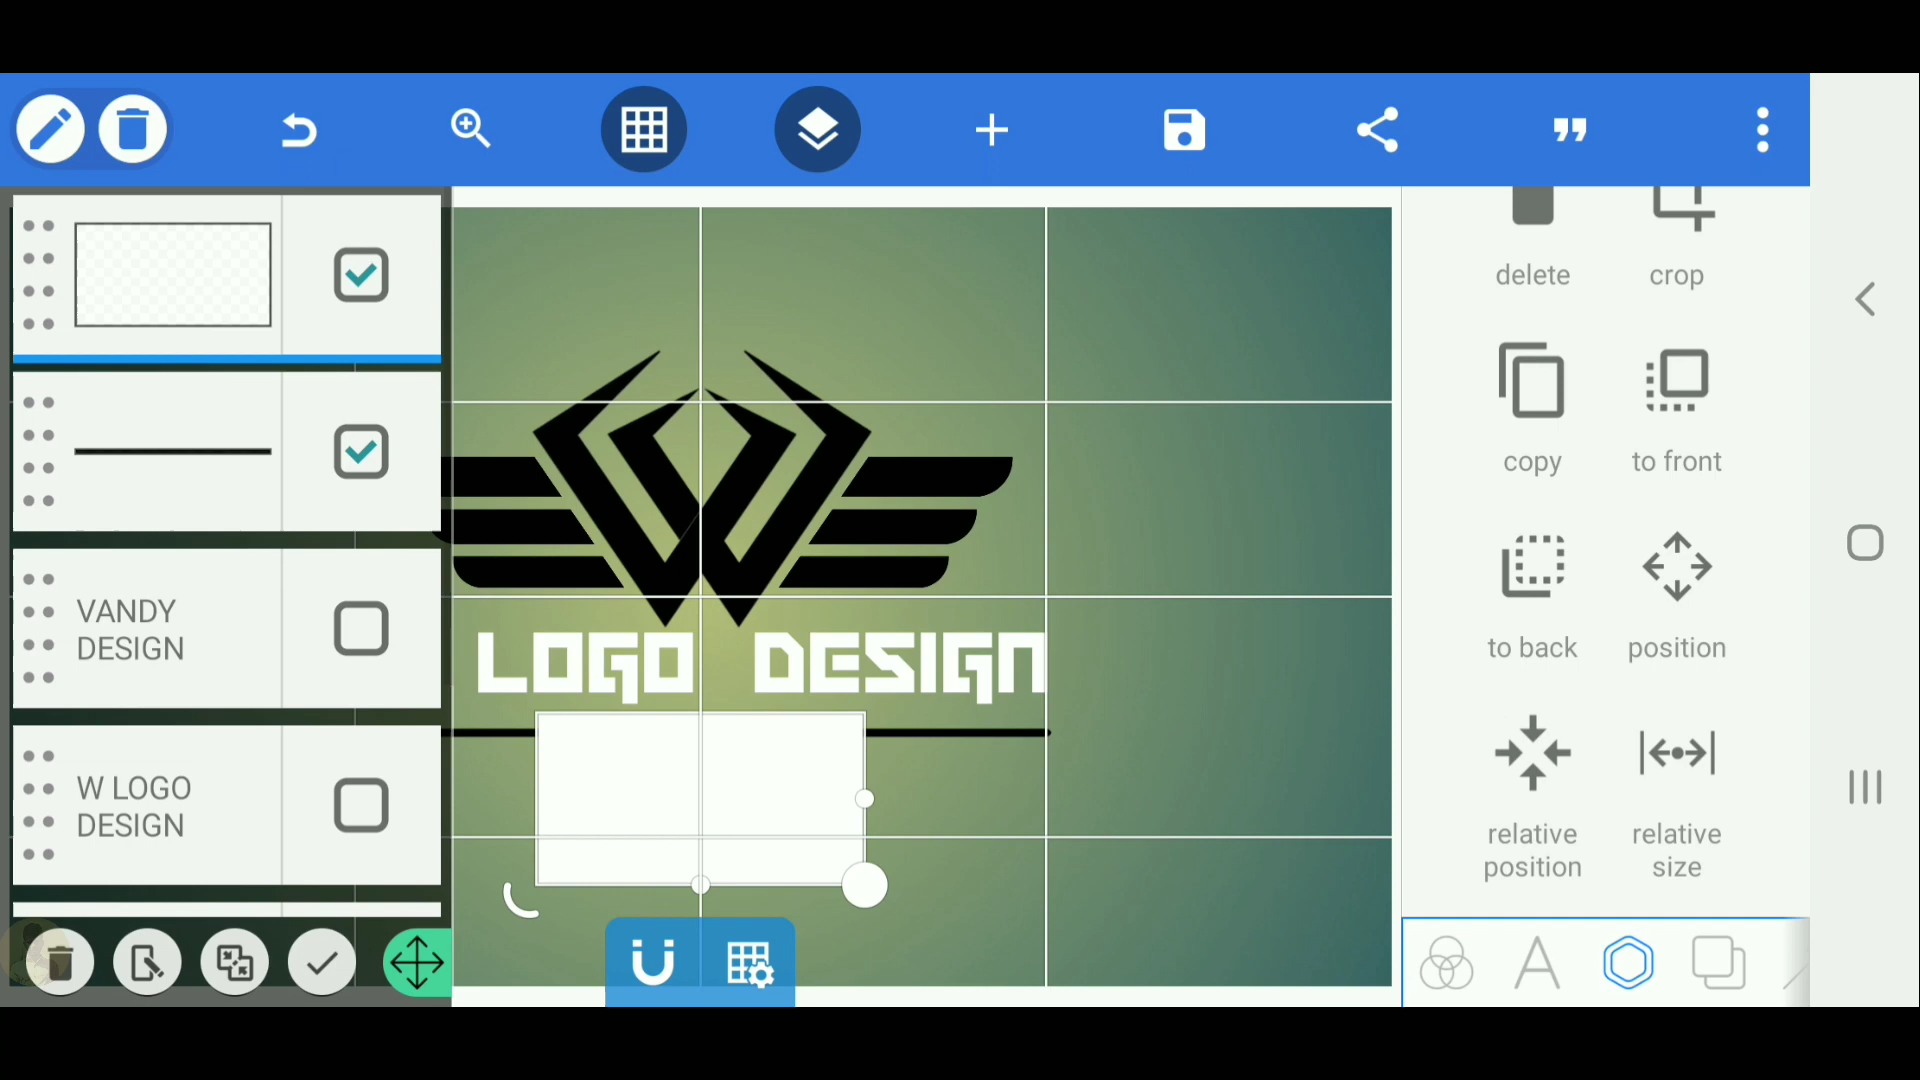 delete
crop
copy
to front
VANDY
DESIGN
to back
position
LOGO DESIGN
W LOGO
DESIGN
relative
position
relative
size